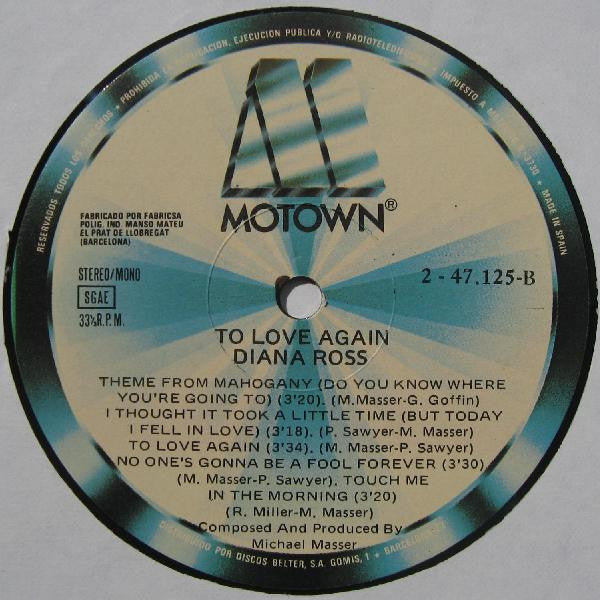 RESERVADOS TODOS LOS DERECHOS • PROHIBIDA LA DUPLICACION, EJECUCION PUBLICA Y/O RADIOTELEDIFUSION • IMPUESTO A METALICO • MADE IN SPAIN
MOTOWN®
FABRICADO POR FABRICSA
POLIG. IND. MANSO MATEU
EL PRAT DE LLOBREGAT
(BARCELONA)
STEREO/MONO
SGAE
33⅓ R.P.M.
2 - 47.125-B
TO LOVE AGAIN
DIANA ROSS
THEME FROM MAHOGANY (DO YOU KNOW WHERE
YOU'RE GOING TO) (3'20). (M.Masser-G. Goffin)
I THOUGHT IT TOOK A LITTLE TIME (BUT TODAY
I FELL IN LOVE) (3'18). (P. Sawyer-M. Masser)
TO LOVE AGAIN (3'34). (M. Masser-P. Sawyer)
NO ONE'S GONNA BE A FOOL FOREVER (3'30).
(M. Masser-P. Sawyer), TOUCH ME
IN THE MORNING (3'20)
(R. Miller-M. Masser)
Composed And Produced By
Michael Masser
DISTRIBUIDO POR DISCOS BELTER, S.A. GOMIS, 1 • BARCELONA